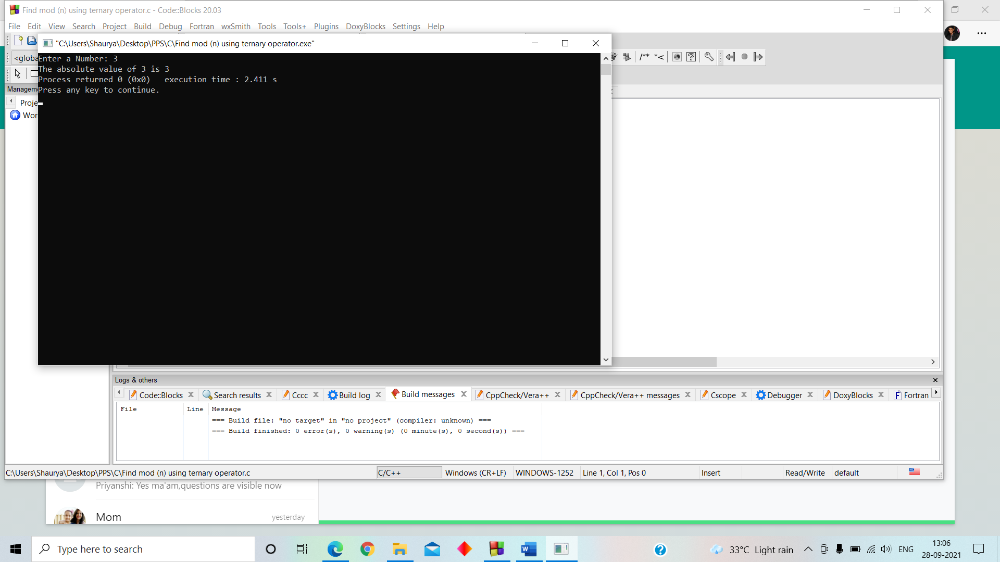 Find mod (n) using ternary operator.c - Code::Blocks 20.03
File Edit View Search Project Build Debug Fortran wxSmith Tools Tools+ Plugins DoxyBlocks Settings Help
"C:\Users\Shaurya\Desktop\PPS\C\Find mod (n) using ternary operator.exe"
<globa
/** *<
Enter a Number: 3
The absolute value of 3 is 3
Process returned 0 (0x0)   execution time : 2.411 s
Press any key to continue.
Managem
Proje
Wor
Logs & others
Code::Blocks Search results Cccc Build log Build messages CppCheck/Vera++ CppCheck/Vera++ messages Cscope Debugger DoxyBlocks Fortran
File Line Message
=== Build file: "no target" in "no project" (compiler: unknown) ===
=== Build finished: 0 error(s), 0 warning(s) (0 minute(s), 0 second(s)) ===
C:\Users\Shaurya\Desktop\PPS\C\Find mod (n) using ternary operator.c C/C++ Windows (CR+LF) WINDOWS-1252 Line 1, Col 1, Pos 0 Insert Read/Write default
Priyanshi: Yes ma'am,questions are visible now
Mom yesterday
Type here to search
33°C Light rain ENG
13:06
28-09-2021